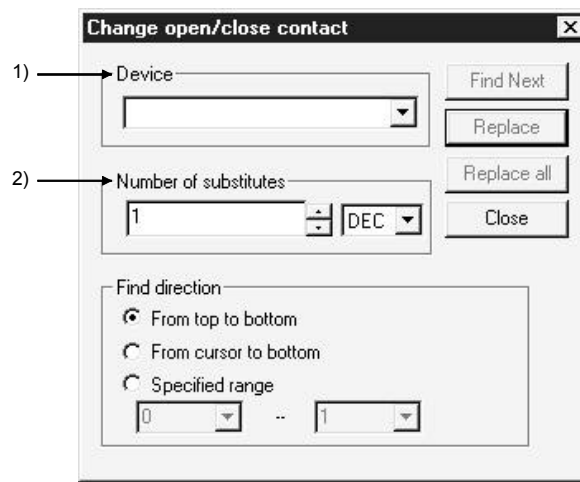 Change open/close contact
1) Device
Find Next
Replace
2) Number of substitutes
Replace all
1 DEC
Close
Find direction
From top to bottom
From cursor to bottom
Specified range
0 -- 1